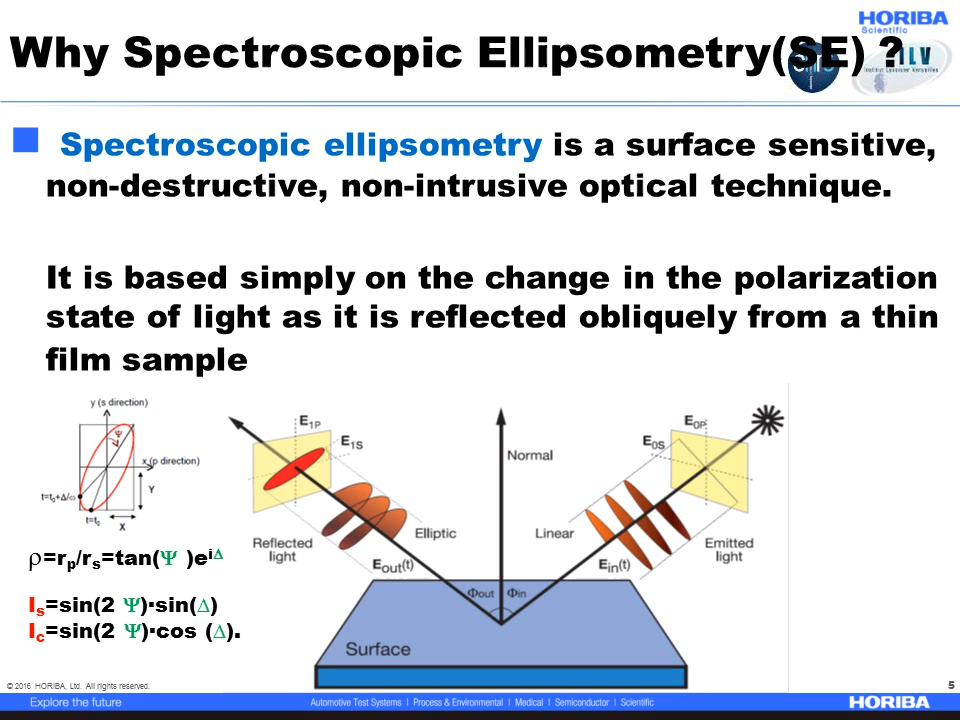 HORIBA
Scientific
Why Spectroscopic Ellipsometry(SE) ?
ILV
Institut Lavoisier Versailles
Spectroscopic ellipsometry is a surface sensitive,
non-destructive, non-intrusive optical technique.
It is based simply on the change in the polarization
state of light as it is reflected obliquely from a thin
film sample
y (s direction)
Ψ
x (p direction)
Y
t=t₀+Δ/ω
t=t₀
X
E1P
E1S
Normal
E0P
E0S
Elliptic
Linear
Reflected
light
Emitted
light
Eout(t)
Ein(t)
Φout
Φin
Surface
ρ=rp/rs=tan(Ψ )e^iΔ
Is=sin(2 Ψ)·sin(Δ)
Ic=sin(2 Ψ)·cos (Δ).
© 2016 HORIBA, Ltd. All rights reserved.
5
Explore the future
Automotive Test Systems | Process & Environmental | Medical | Semiconductor | Scientific
HORIBA